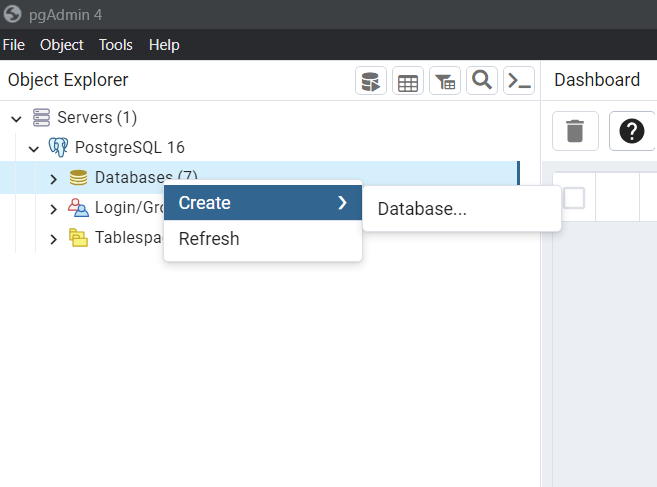 pgAdmin 4
File Object Tools Help
Object Explorer
Dashboard
Servers (1)
PostgreSQL 16
Databases (7)
Login/Gro
Tablespa
Create
Refresh
Database...